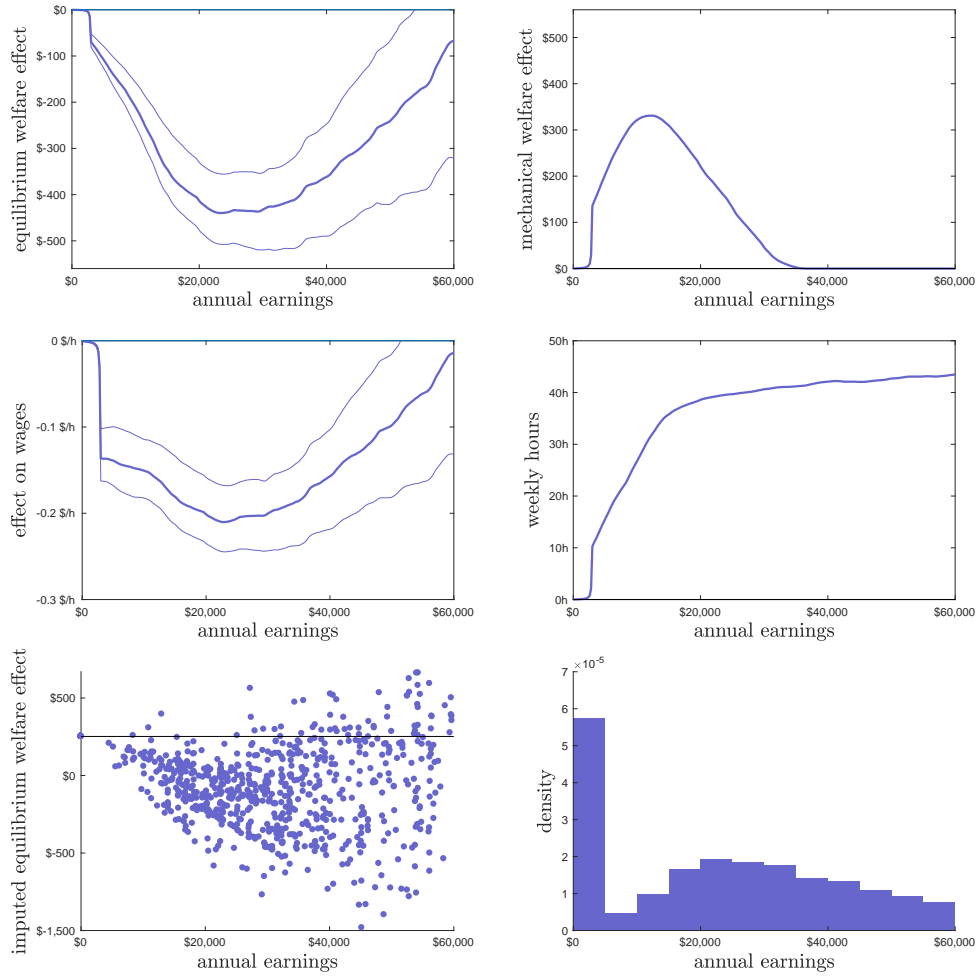 equilibrium welfare effect
$0
$-100
$-200
$-300
$-400
$-500
$0 $20,000 $40,000 $60,000
annual earnings
mechanical welfare effect
$500
$400
$300
$200
$100
$0
$0 $20,000 $40,000 $60,000
annual earnings
effect on wages
0 $/h
-0.1 $/h
-0.2 $/h
-0.3 $/h
$0 $20,000 $40,000 $60,000
annual earnings
weekly hours
50h
40h
30h
20h
10h
0h
$0 $20,000 $40,000 $60,000
annual earnings
imputed equilibrium welfare effect
$500
$0
$-500
$-1,500
$0 $20,000 $40,000 $60,000
annual earnings
density
×10-5
7
6
5
4
3
2
1
0
$0 $20,000 $40,000 $60,000
annual earnings